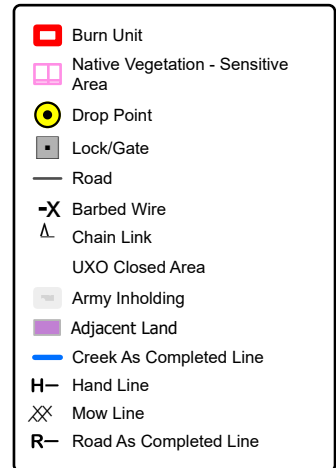 Burn Unit
Native Vegetation - Sensitive
Area
Drop Point
Lock/Gate
Road
-X Barbed Wire
Chain Link
UXO Closed Area
Army Inholding
Adjacent Land
Creek As Completed Line
H– Hand Line
Mow Line
R– Road As Completed Line